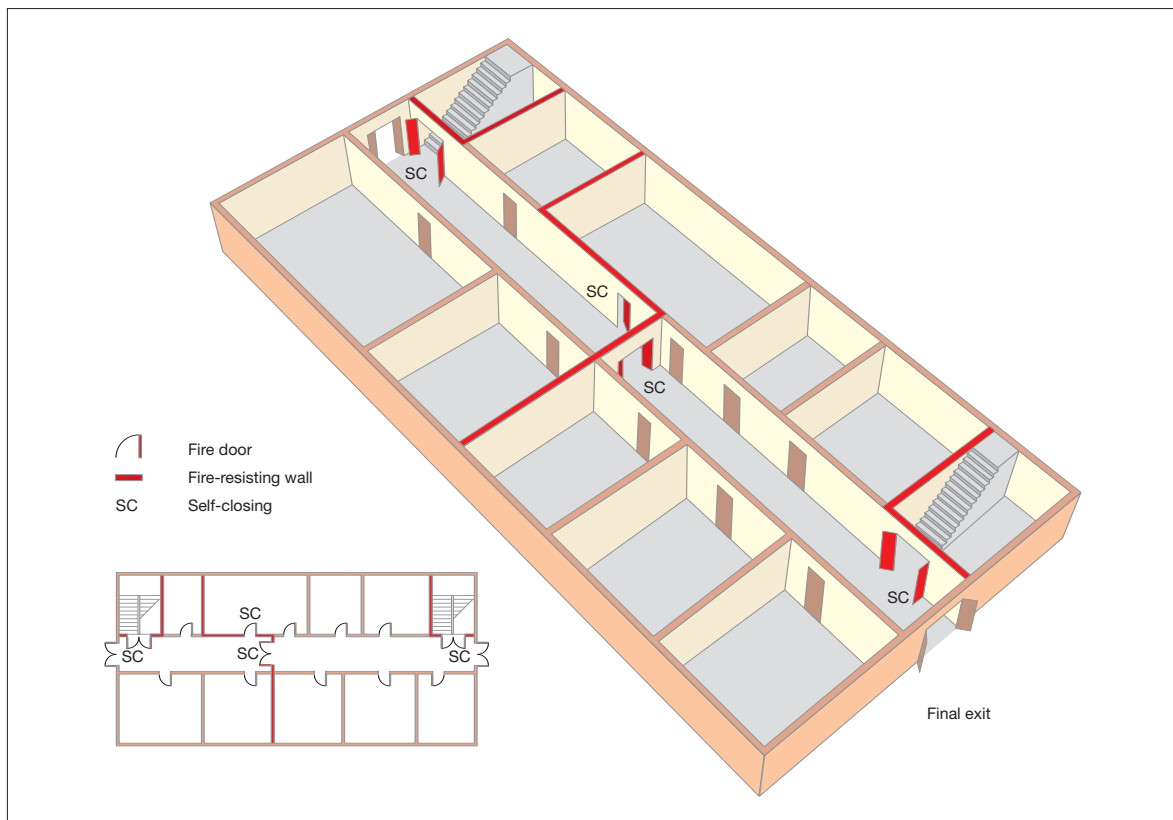 SC
SC
SC
SC
Final exit
Fire door
Fire-resisting wall
SC Self-closing
SC
SC
SC
SC